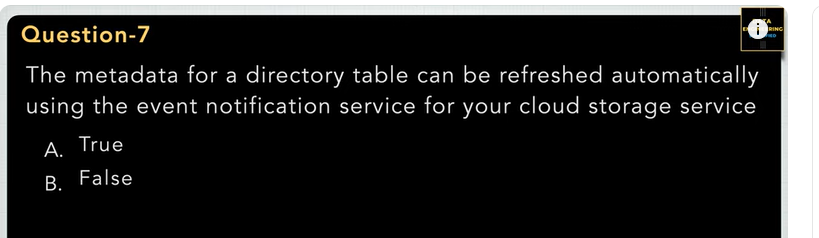 Question-7
The metadata for a directory table can be refreshed automatically
using the event notification service for your cloud storage service
A. True
B. False